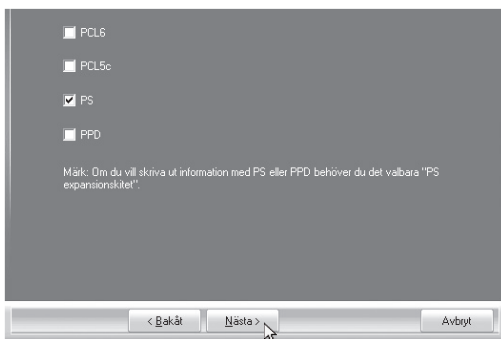 PCL6
PCL5c
PS
PPD
Märk: Om du vill skriva ut information med PS eller PPD behöver du det valbara "PS
expansionskitet".
< Bakåt
Nästa >
Avbryt